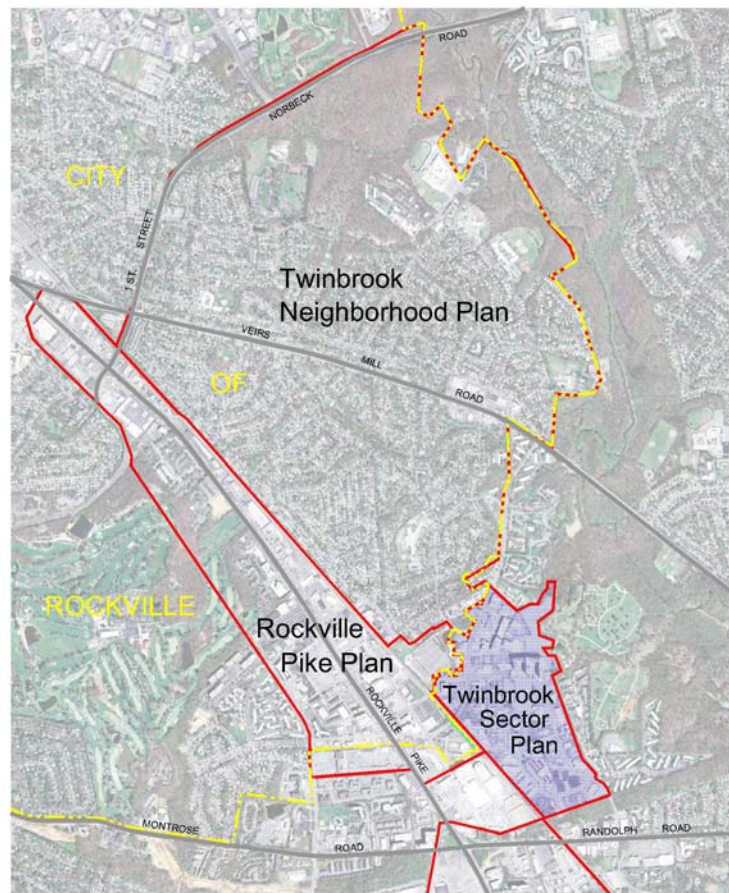 ROAD
NORBECK
CITY
STREET
1 ST.
Twinbrook
Neighborhood Plan
VEIRS
MILL
ROAD
OF
ROCKVILLE
Rockville
Pike Plan
ROCKVILLE
PIKE
Twinbrook
Sector
Plan
MONTROSE
ROAD
RANDOLPH ROAD